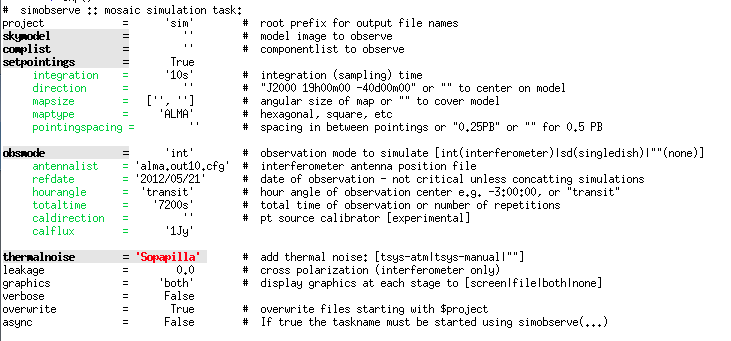 #  simobserve :: mosaic simulation task:
project             =      'sim'        #  root prefix for output file names
skymodel            =         ''        #  model image to observe
complist            =         ''        #  componentlist to observe
setpointings        =       True
     integration    =      '10s'        #  integration (sampling) time
     direction      =         ''        #  "J2000 19h00m00 -40d00m00" or "" to center on model
     mapsize        =   ['', '']        #  angular size of map or "" to cover model
     maptype        =     'ALMA'        #  hexagonal, square, etc
     pointingspacing =         ''        #  spacing in between pointings or "0.25PB" or "" for 0.5 PB
obsmode             =      'int'        #  observation mode to simulate [int(interferometer)|sd(singledish)|""(none)]
     antennalist    = 'alma.out10.cfg'  #  interferometer antenna position file
     refdate        = '2012/05/21'      #  date of observation - not critical unless concatting simulations
     hourangle      =  'transit'        #  hour angle of observation center e.g. -3:00:00, or "transit"
     totaltime      =    '7200s'        #  total time of observation or number of repetitions
     caldirection   =         ''        #  pt source calibrator [experimental]
     calflux        =      '1Jy'
thermalnoise        = 'Sopapilla'       #  add thermal noise: [tsys-atm|tsys-manual|""]
leakage             =        0.0        #  cross polarization (interferometer only)
graphics            =     'both'        #  display graphics at each stage to [screen|file|both|none]
verbose             =      False
overwrite           =       True        #  overwrite files starting with $project
async               =      False        #  If true the taskname must be started using simobserve(...)